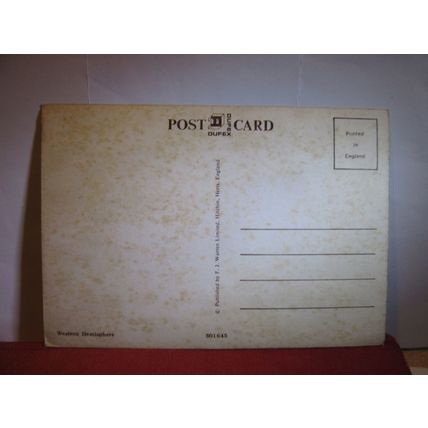 POST CARD
DUFEX
DUFEX
Printed
in
England
© Published by F. J. Warren Limited, Hitchin, Herts, England
Western Hemisphere
501645